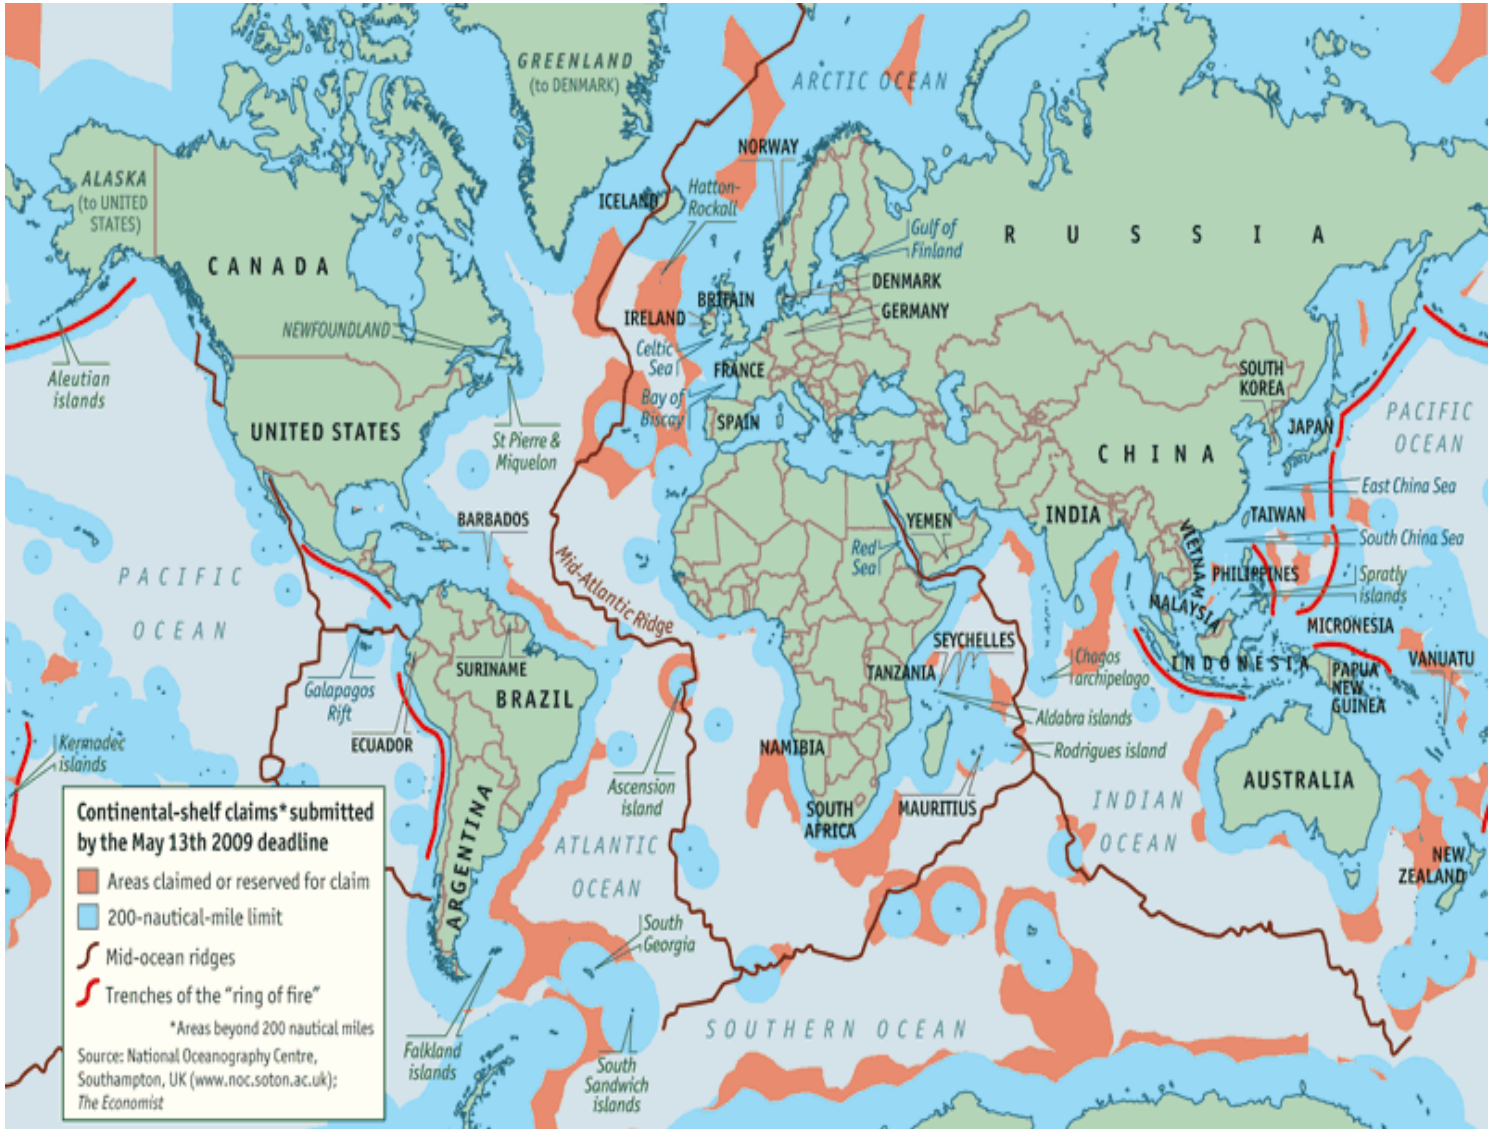 GREENLAND
(to DENMARK)
ARCTIC OCEAN
NORWAY
ALASKA
(to UNITED
STATES)
ICELAND
Hatton-
Rockall
CANADA
RUSSIA
Gulf of
Finland
DENMARK
BRITAIN
GERMANY
IRELAND
NEWFOUNDLAND
Celtic
Sea
FRANCE
Aleutian
islands
SOUTH
KOREA
Bay of
Biscay
PACIFIC
OCEAN
SPAIN
JAPAN
UNITED STATES
St Pierre &
Miquelon
CHINA
East China Sea
BARBADOS
YEMEN
INDIA
TAIWAN
Red
Sea
VIETNAM
South China Sea
Mid-Atlantic Ridge
PACIFIC
OCEAN
PHILIPPINES
Spratly
islands
MALAYSIA
MICRONESIA
SEYCHELLES
SURINAME
TANZANIA
Chagos
archipelago
INDONESIA
PAPUA
NEW
GUINEA
VANUATU
Galapagos
Rift
BRAZIL
Aldabra islands
ECUADOR
Kermadec
islands
NAMIBIA
Rodrigues island
Ascension
island
AUSTRALIA
SOUTH
AFRICA
MAURITIUS
INDIAN
OCEAN
ARGENTINA
ATLANTIC
OCEAN
NEW
ZEALAND
South
Georgia
SOUTHERN OCEAN
Falkland
islands
South
Sandwich
islands
Continental-shelf claims* submitted
by the May 13th 2009 deadline
Areas claimed or reserved for claim
200-nautical-mile limit
Mid-ocean ridges
Trenches of the “ring of fire”
*Areas beyond 200 nautical miles
Source: National Oceanography Centre,
Southampton, UK (www.noc.soton.ac.uk);
The Economist